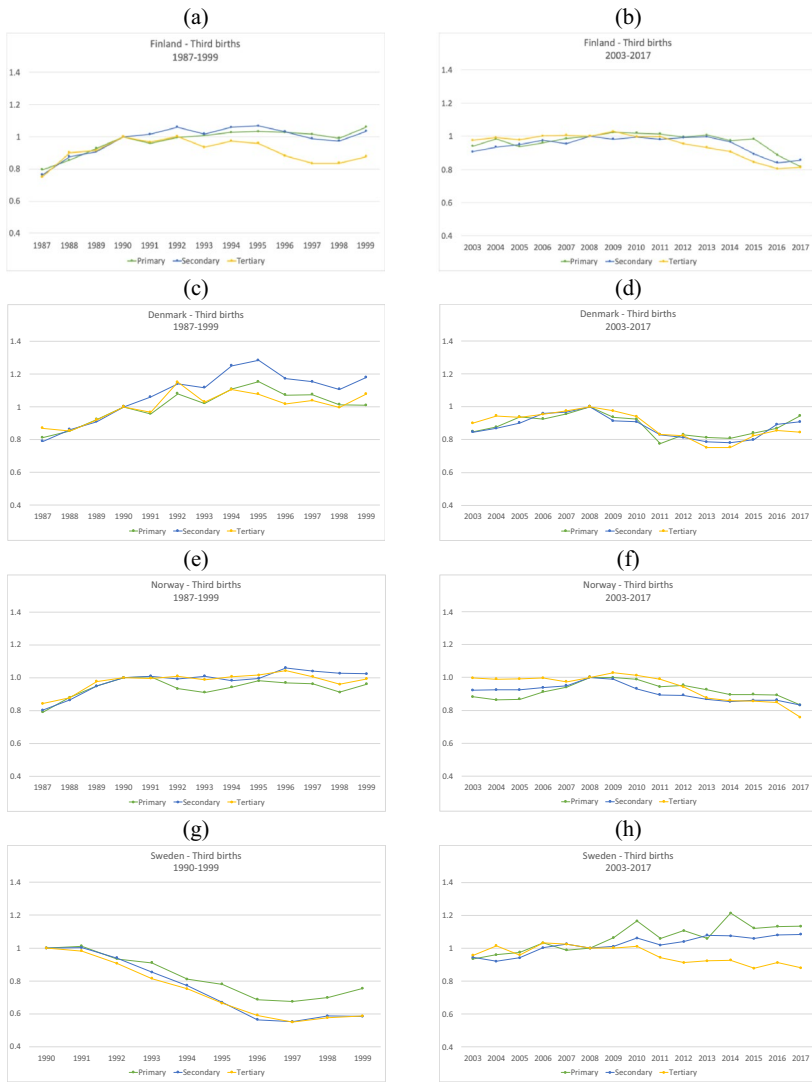 (a)
Finland - Third births
1987-1999
1.4
1.2
1
0.8
0.6
0.4
1987 1988 1989 1990 1991 1992 1993 1994 1995 1996 1997 1998 1999
Primary Secondary Tertiary
(b)
Finland - Third births
2003-2017
1.4
1.2
1
0.8
0.6
0.4
2003 2004 2005 2006 2007 2008 2009 2010 2011 2012 2013 2014 2015 2016 2017
Primary Secondary Tertiary
(c)
Denmark - Third births
1987-1999
1.4
1.2
1.0
0.8
0.6
0.4
1987 1988 1989 1990 1991 1992 1993 1994 1995 1996 1997 1998 1999
Primary Secondary Tertiary
(d)
Denmark - Third births
2003-2017
1.4
1.2
1
0.8
0.6
0.4
2003 2004 2005 2006 2007 2008 2009 2010 2011 2012 2013 2014 2015 2016 2017
Primary Secondary Tertiary
(e)
Norway - Third births
1987-1999
1.4
1.2
1.0
0.8
0.6
0.4
1987 1988 1989 1990 1991 1992 1993 1994 1995 1996 1997 1998 1999
Primary Secondary Tertiary
(f)
Norway - Third births
2003-2017
1.4
1.2
1.0
0.8
0.6
0.4
2003 2004 2005 2006 2007 2008 2009 2010 2011 2012 2013 2014 2015 2016 2017
Primary Secondary Tertiary
(g)
Sweden - Third births
1990-1999
1.4
1.2
1
0.8
0.6
0.4
1990 1991 1992 1993 1994 1995 1996 1997 1998 1999
Primary Secondary Tertiary
(h)
Sweden - Third births
2003-2017
1.4
1.2
1
0.8
0.6
0.4
2003 2004 2005 2006 2007 2008 2009 2010 2011 2012 2013 2014 2015 2016 2017
Primary Secondary Tertiary